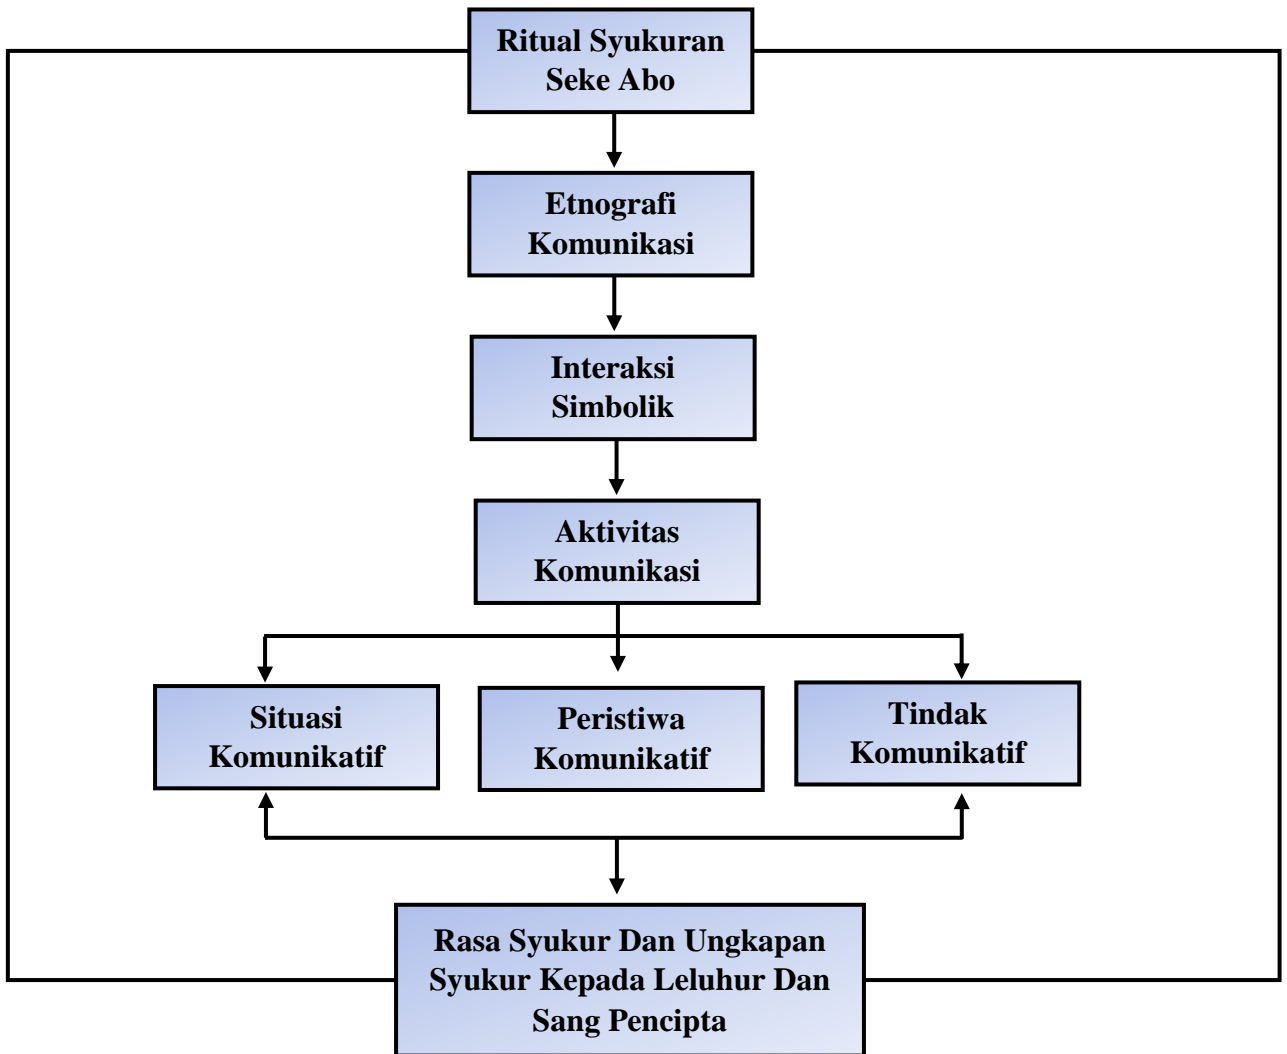 Ritual Syukuran
Seke Abo
Etnografi
Komunikasi
Interaksi
Simbolik
Aktivitas
Komunikasi
Situasi
Komunikatif
Peristiwa
Komunikatif
Tindak
Komunikatif
Rasa Syukur Dan Ungkapan
Syukur Kepada Leluhur Dan
Sang Pencipta